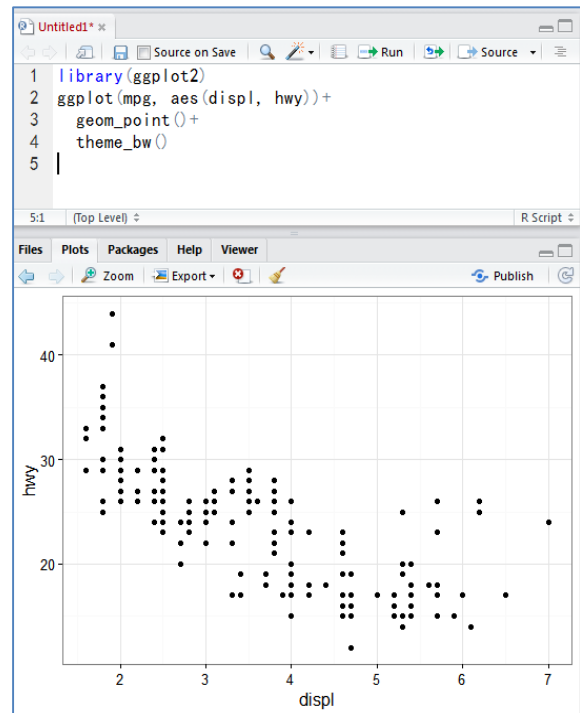 Untitled1*
Source on Save Run Source
1 library(ggplot2)
2 ggplot(mpg, aes(displ, hwy))+
3   geom_point()+
4   theme_bw()
5
5:1 (Top Level) R Script
Files Plots Packages Help Viewer
Zoom Export Publish
40
30
20
hwy
2 3 4 5 6 7
displ